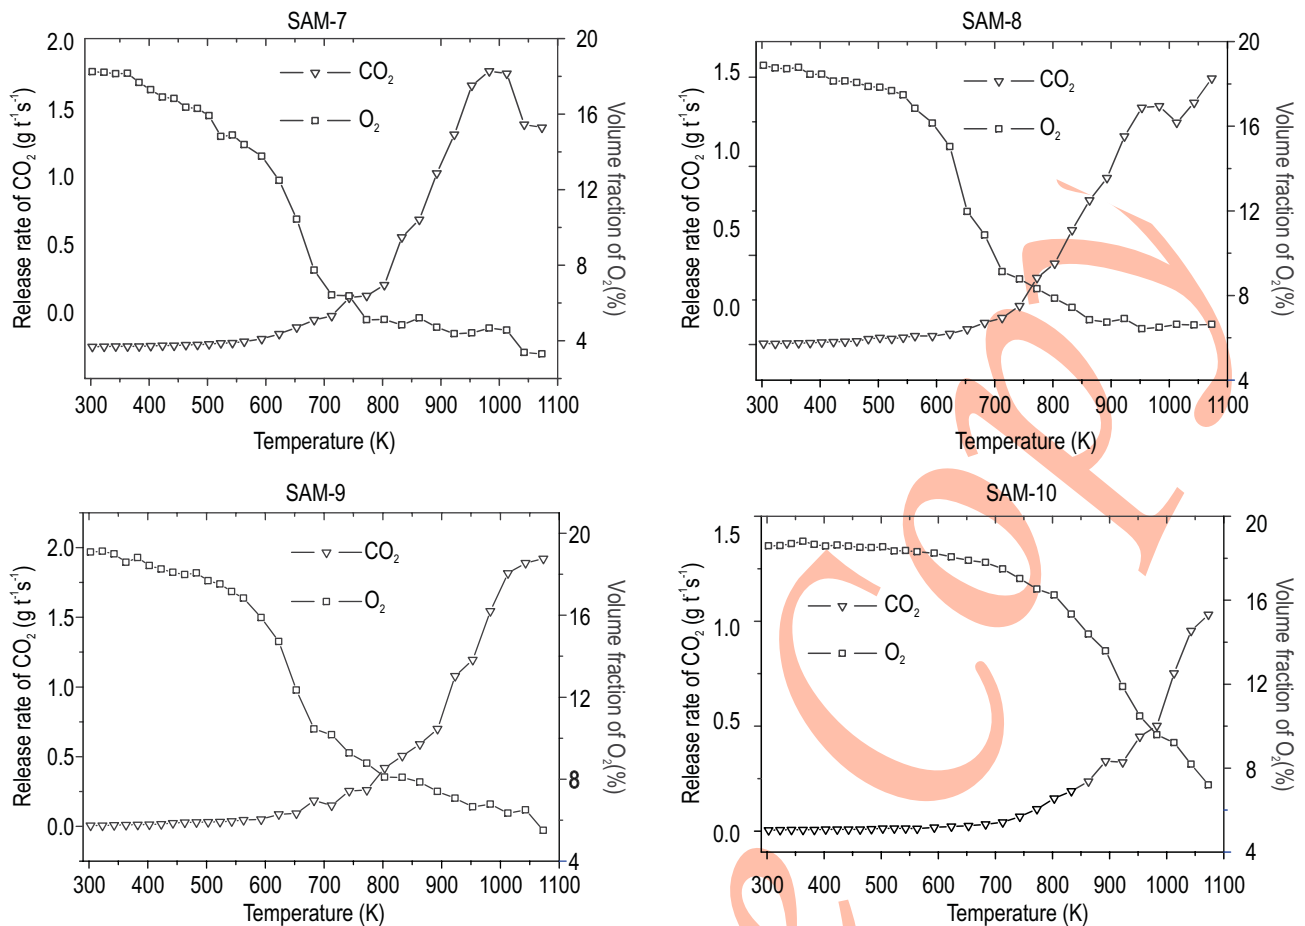 SAM-7
2.0
1.5
1.0
0.5
0.0
20
16
12
8
4
CO2
O2
Release rate of CO2 (g t-1s-1)
Volume fraction of O2(%)
300 400 500 600 700 800 900 1000 1100
Temperature (K)
SAM-8
1.5
1.0
0.5
0.0
20
16
12
8
4
CO2
O2
Release rate of CO2 (g t-1s-1)
Volume fraction of O2(%)
300 400 500 600 700 800 900 1000 1100
Temperature (K)
SAM-9
2.0
1.5
1.0
0.5
0.0
20
16
12
8
4
CO2
O2
Release rate of CO2 (g t-1s-1)
Volume fraction of O2(%)
300 400 500 600 700 800 900 1000 1100
Temperature (K)
SAM-10
1.5
1.0
0.5
0.0
20
16
12
8
4
CO2
O2
Release rate of CO2 (g t-1s-1)
Volume fraction of O2(%)
300 400 500 600 700 800 900 1000 1100
Temperature (K)
Copy